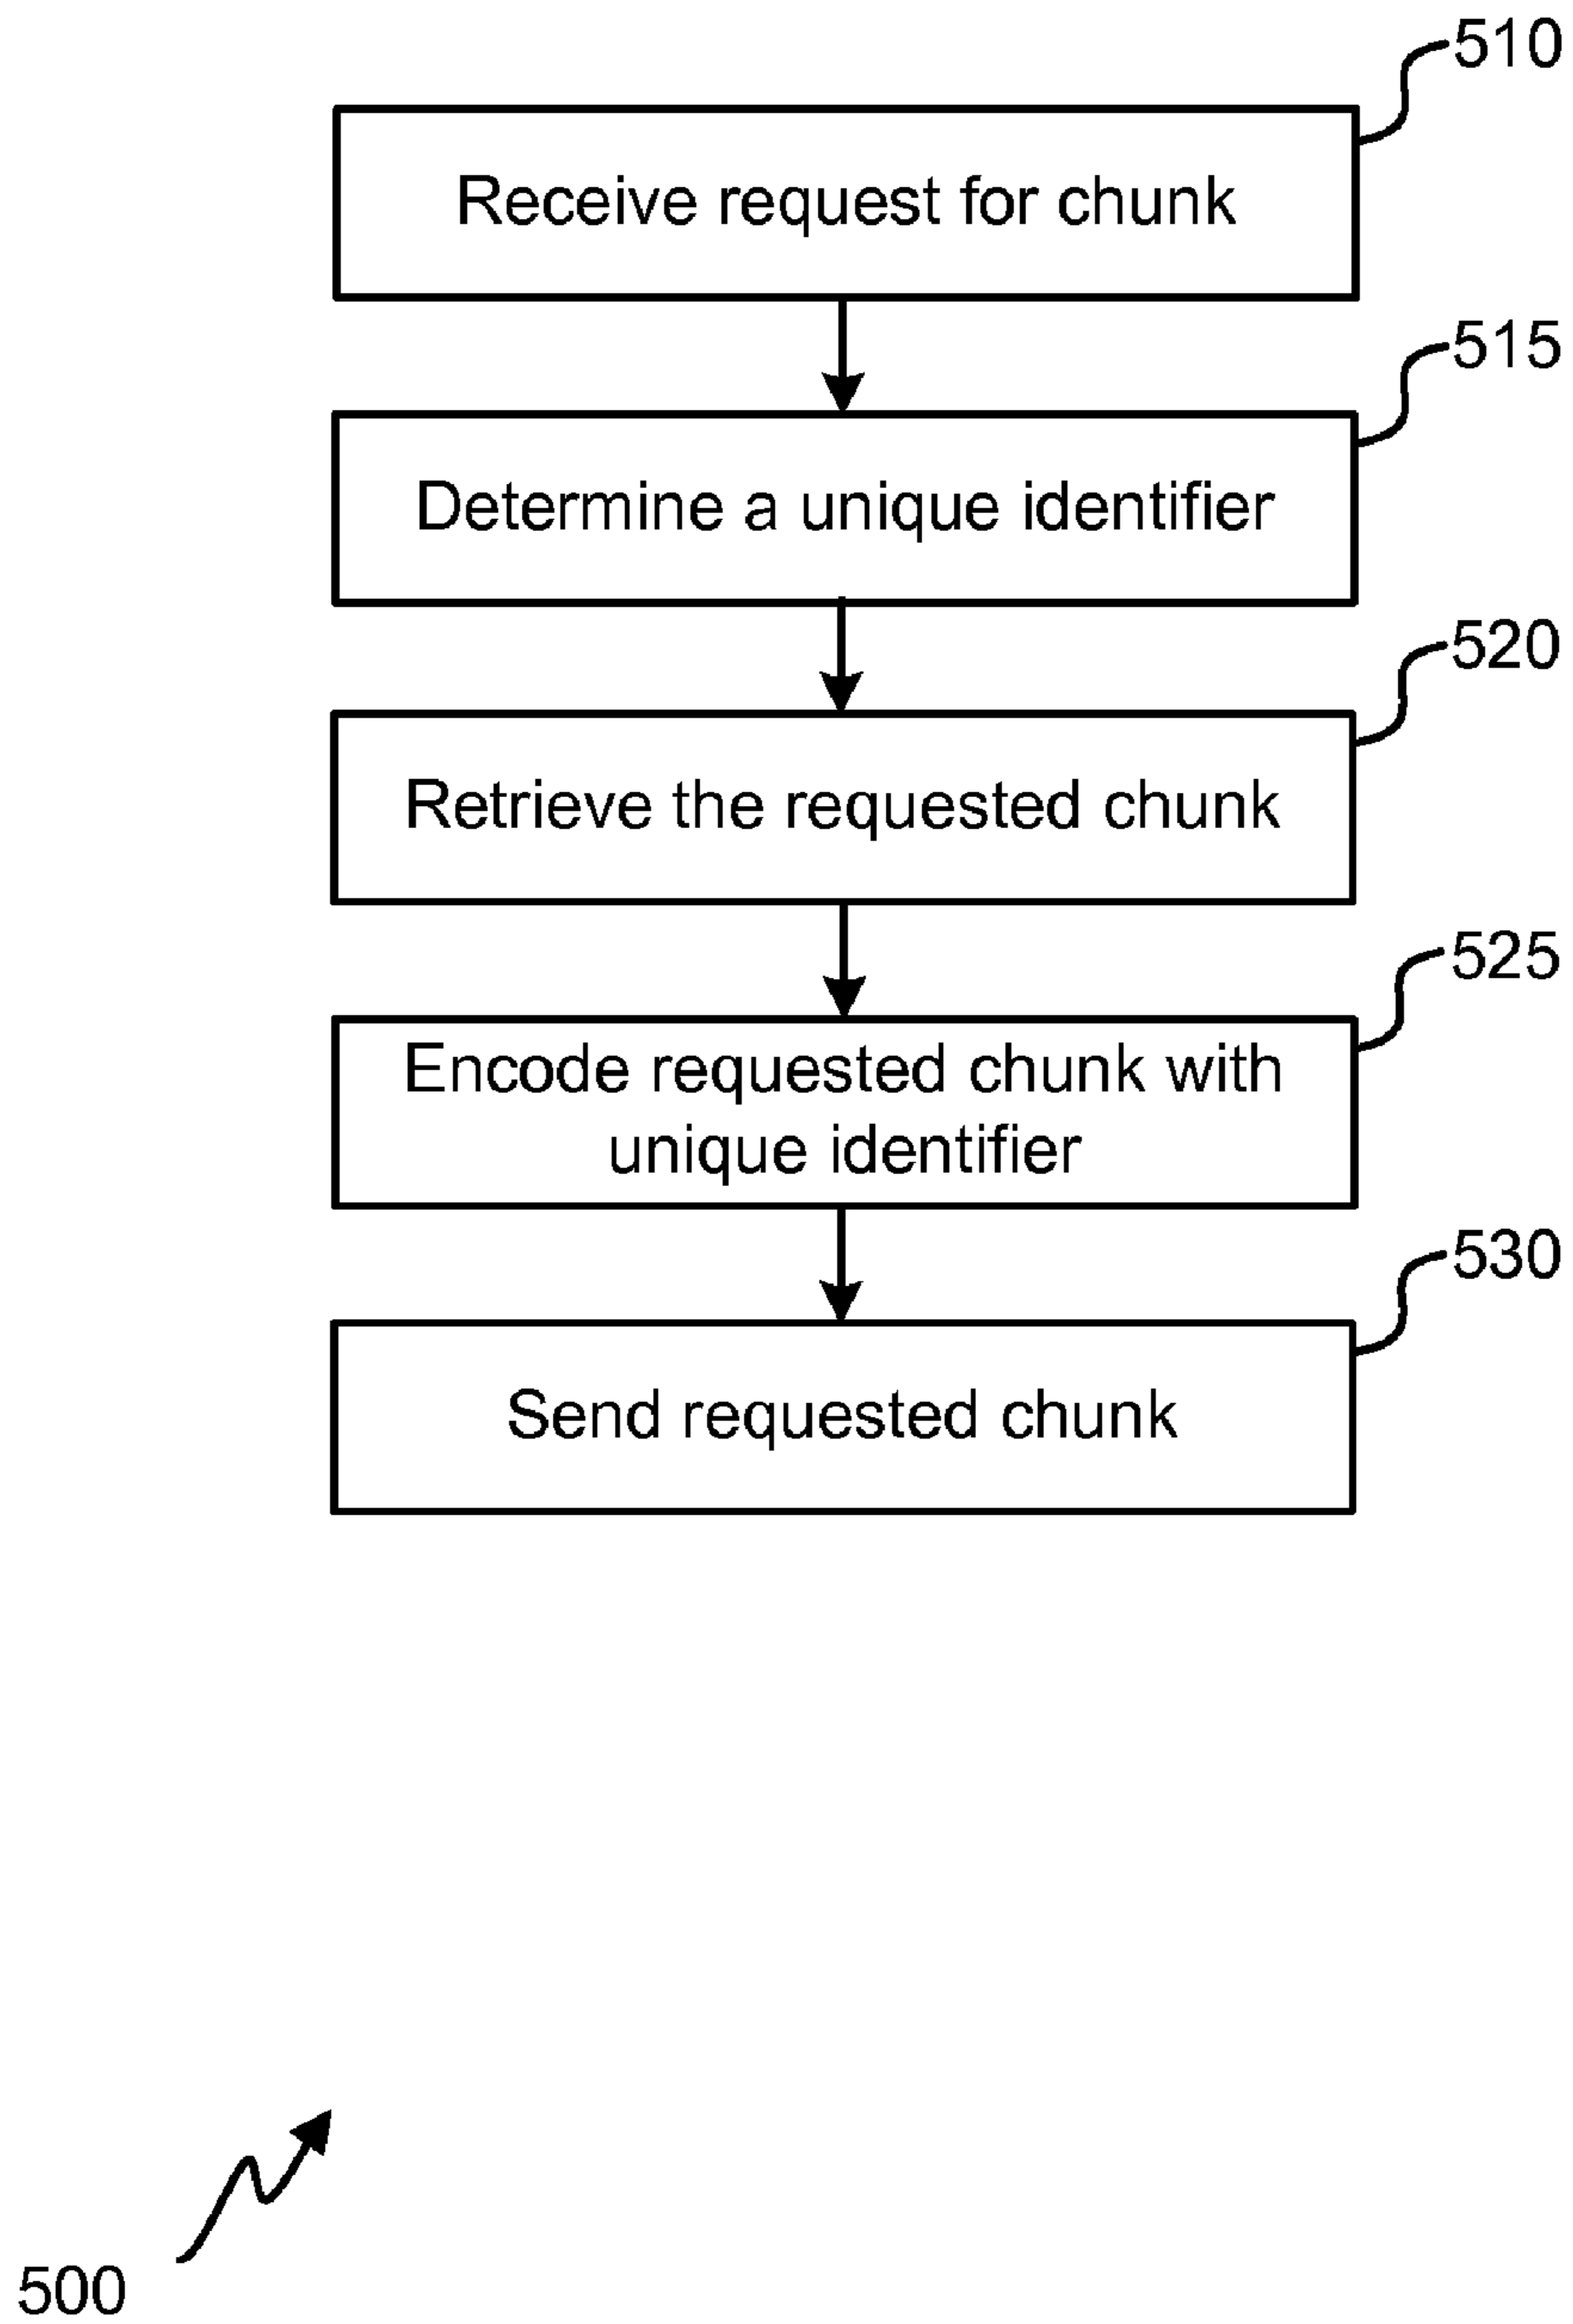 510
Receive request for chunk
515
Determine a unique identifier
520
Retrieve the requested chunk
525
Encode requested chunk with
unique identifier
530
Send requested chunk
500